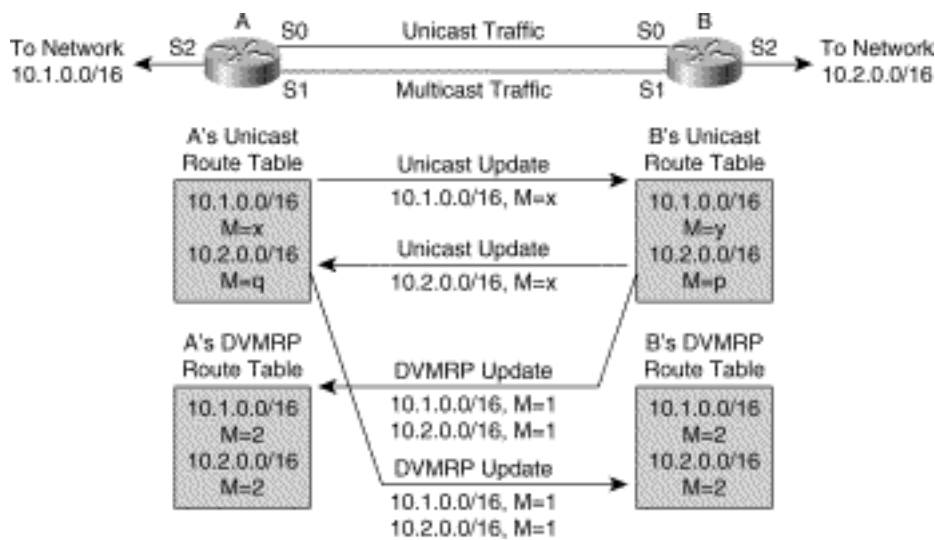 A
B
To Network
10.1.0.0/16
S2
S0
Unicast Traffic
S0
S2
To Network
10.2.0.0/16
S1
Multicast Traffic
S1
A's Unicast
Route Table
10.1.0.0/16
M=x
10.2.0.0/16
M=q
Unicast Update
10.1.0.0/16, M=x
Unicast Update
10.2.0.0/16, M=x
B's Unicast
Route Table
10.1.0.0/16
M=y
10.2.0.0/16
M=p
A's DVMRP
Route Table
10.1.0.0/16
M=2
10.2.0.0/16
M=2
DVMRP Update
10.1.0.0/16, M=1
10.2.0.0/16, M=1
DVMRP Update
10.1.0.0/16, M=1
10.2.0.0/16, M=1
B's DVMRP
Route Table
10.1.0.0/16
M=2
10.2.0.0/16
M=2